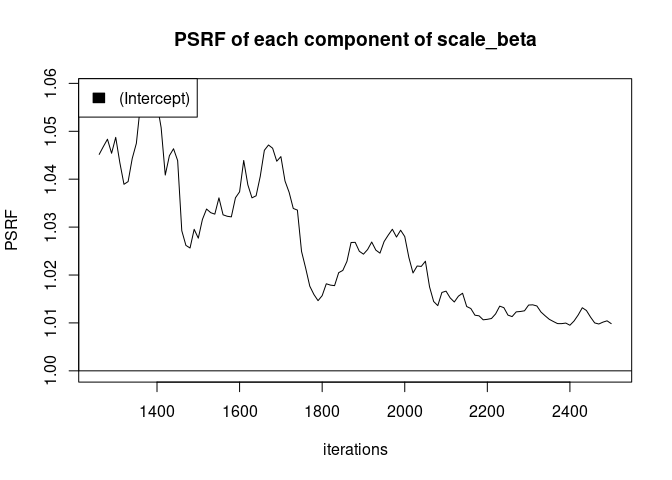 PSRF of each component of scale_beta
(Intercept)
PSRF
1.06
1.05
1.04
1.03
1.02
1.01
1.00
1400 1600 1800 2000 2200 2400
iterations